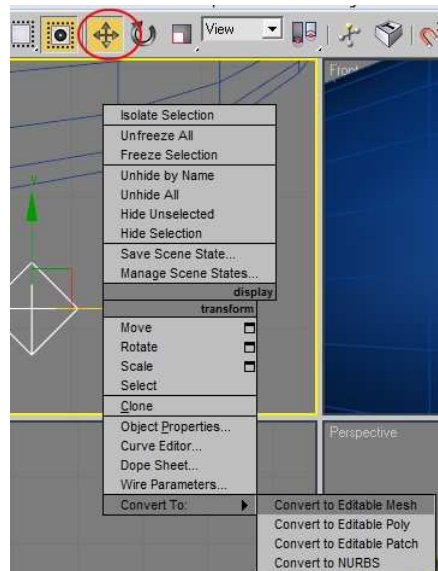 View
Front
y
Isolate Selection
Unfreeze All
Freeze Selection
Unhide by Name
Unhide All
Hide Unselected
Hide Selection
Save Scene State...
Manage Scene States...
display
transform
Move
Rotate
Scale
Select
Clone
Object Properties...
Curve Editor...
Dope Sheet...
Wire Parameters...
Convert To:
Perspective
Convert to Editable Mesh
Convert to Editable Poly
Convert to Editable Patch
Convert to NURBS